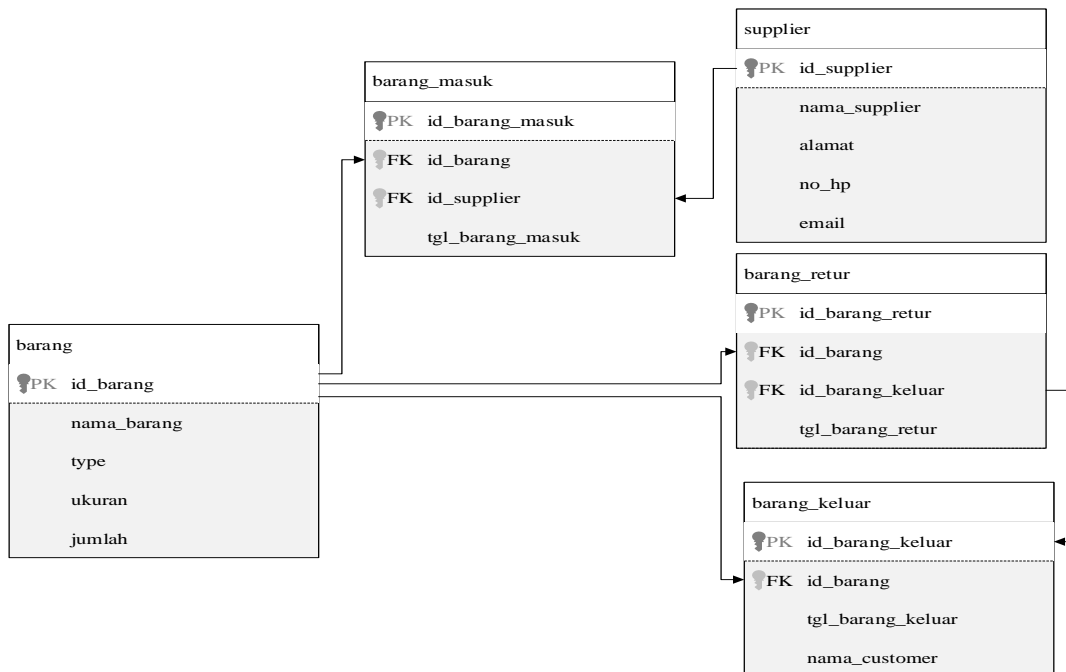 supplier
PK id_supplier
nama_supplier
alamat
no_hp
email
barang_masuk
PK id_barang_masuk
FK id_barang
FK id_supplier
tgl_barang_masuk
barang_retur
PK id_barang_retur
FK id_barang
FK id_barang_keluar
tgl_barang_retur
barang
PK id_barang
nama_barang
type
ukuran
jumlah
barang_keluar
PK id_barang_keluar
FK id_barang
tgl_barang_keluar
nama_customer